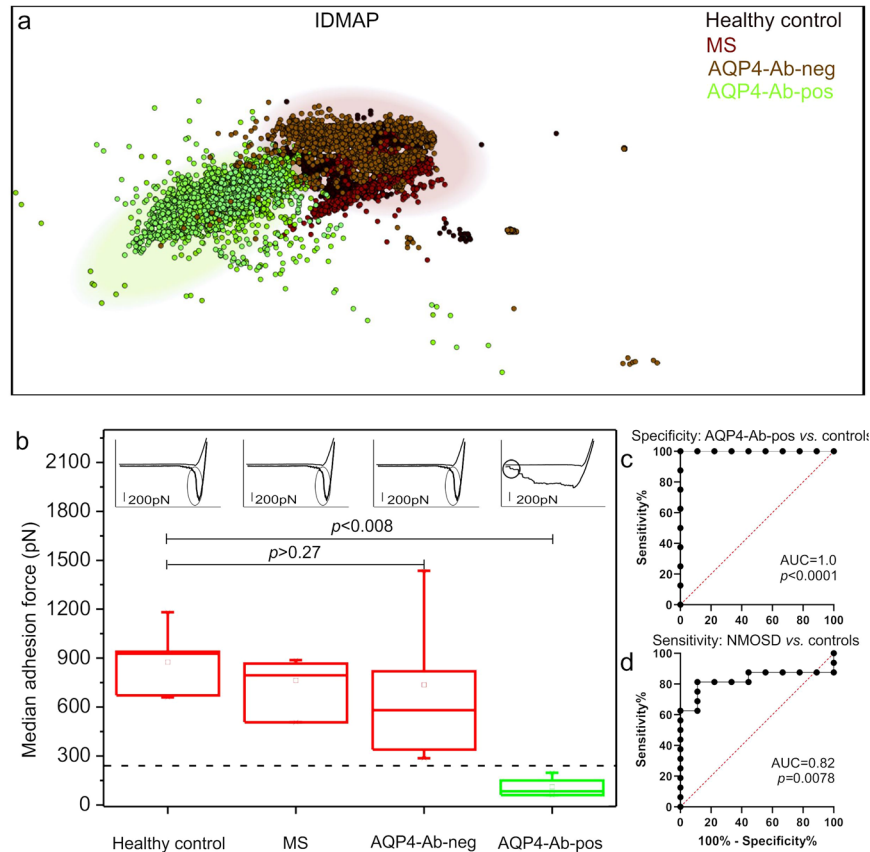 a
IDMAP
Healthy control
MS
AQP4-Ab-neg
AQP4-Ab-pos
b
2100
1800
1500
1200
900
600
300
0
Median adhesion force (pN)
200pN
200pN
200pN
200pN
p<0.008
p>0.27
Healthy control
MS
AQP4-Ab-neg
AQP4-Ab-pos
Specificity: AQP4-Ab-pos vs. controls
c
100
80
60
40
20
0
Sensitivity%
AUC=1.0
p<0.0001
0 20 40 60 80 100
Sensitivity: NMOSD vs. controls
d
100
80
60
40
20
0
Sensitivity%
AUC=0.82
p=0.0078
0 20 40 60 80 100
100% - Specificity%